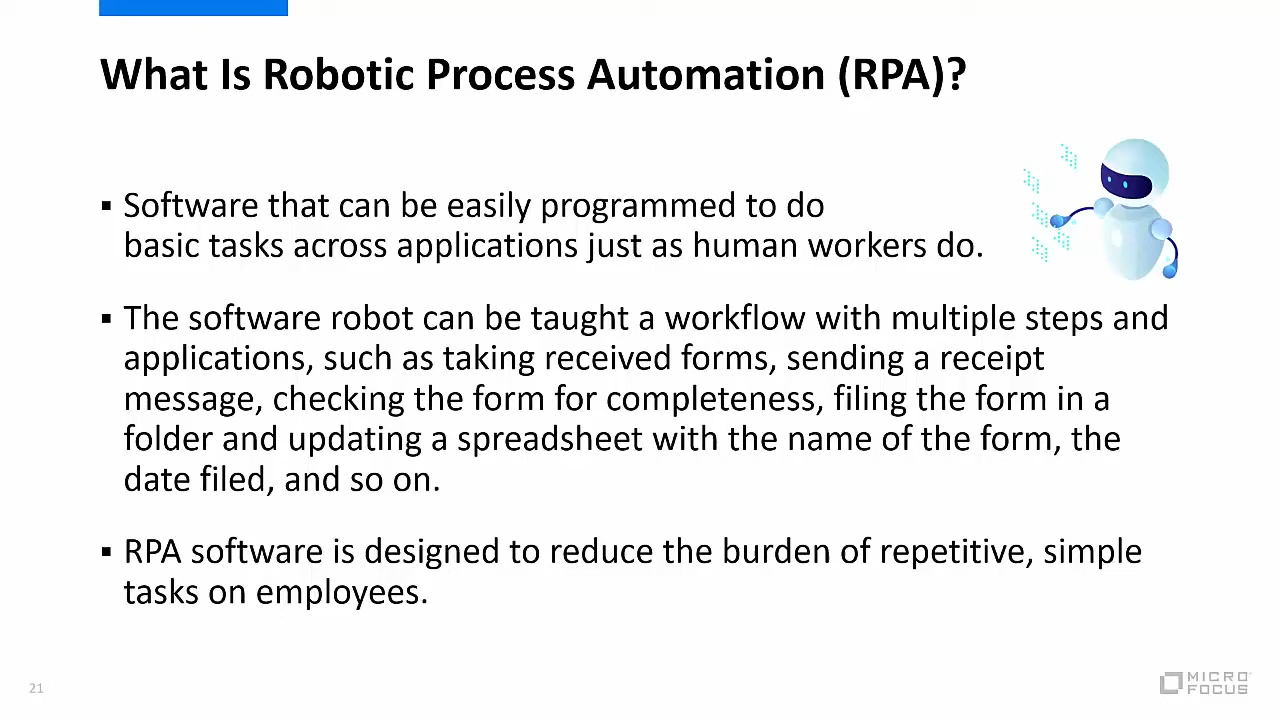 What Is Robotic Process Automation (RPA)?
▪ Software that can be easily programmed to do
basic tasks across applications just as human workers do.
▪ The software robot can be taught a workflow with multiple steps and
applications, such as taking received forms, sending a receipt
message, checking the form for completeness, filing the form in a
folder and updating a spreadsheet with the name of the form, the
date filed, and so on.
▪ RPA software is designed to reduce the burden of repetitive, simple
tasks on employees.
21
MICRO
FOCUS